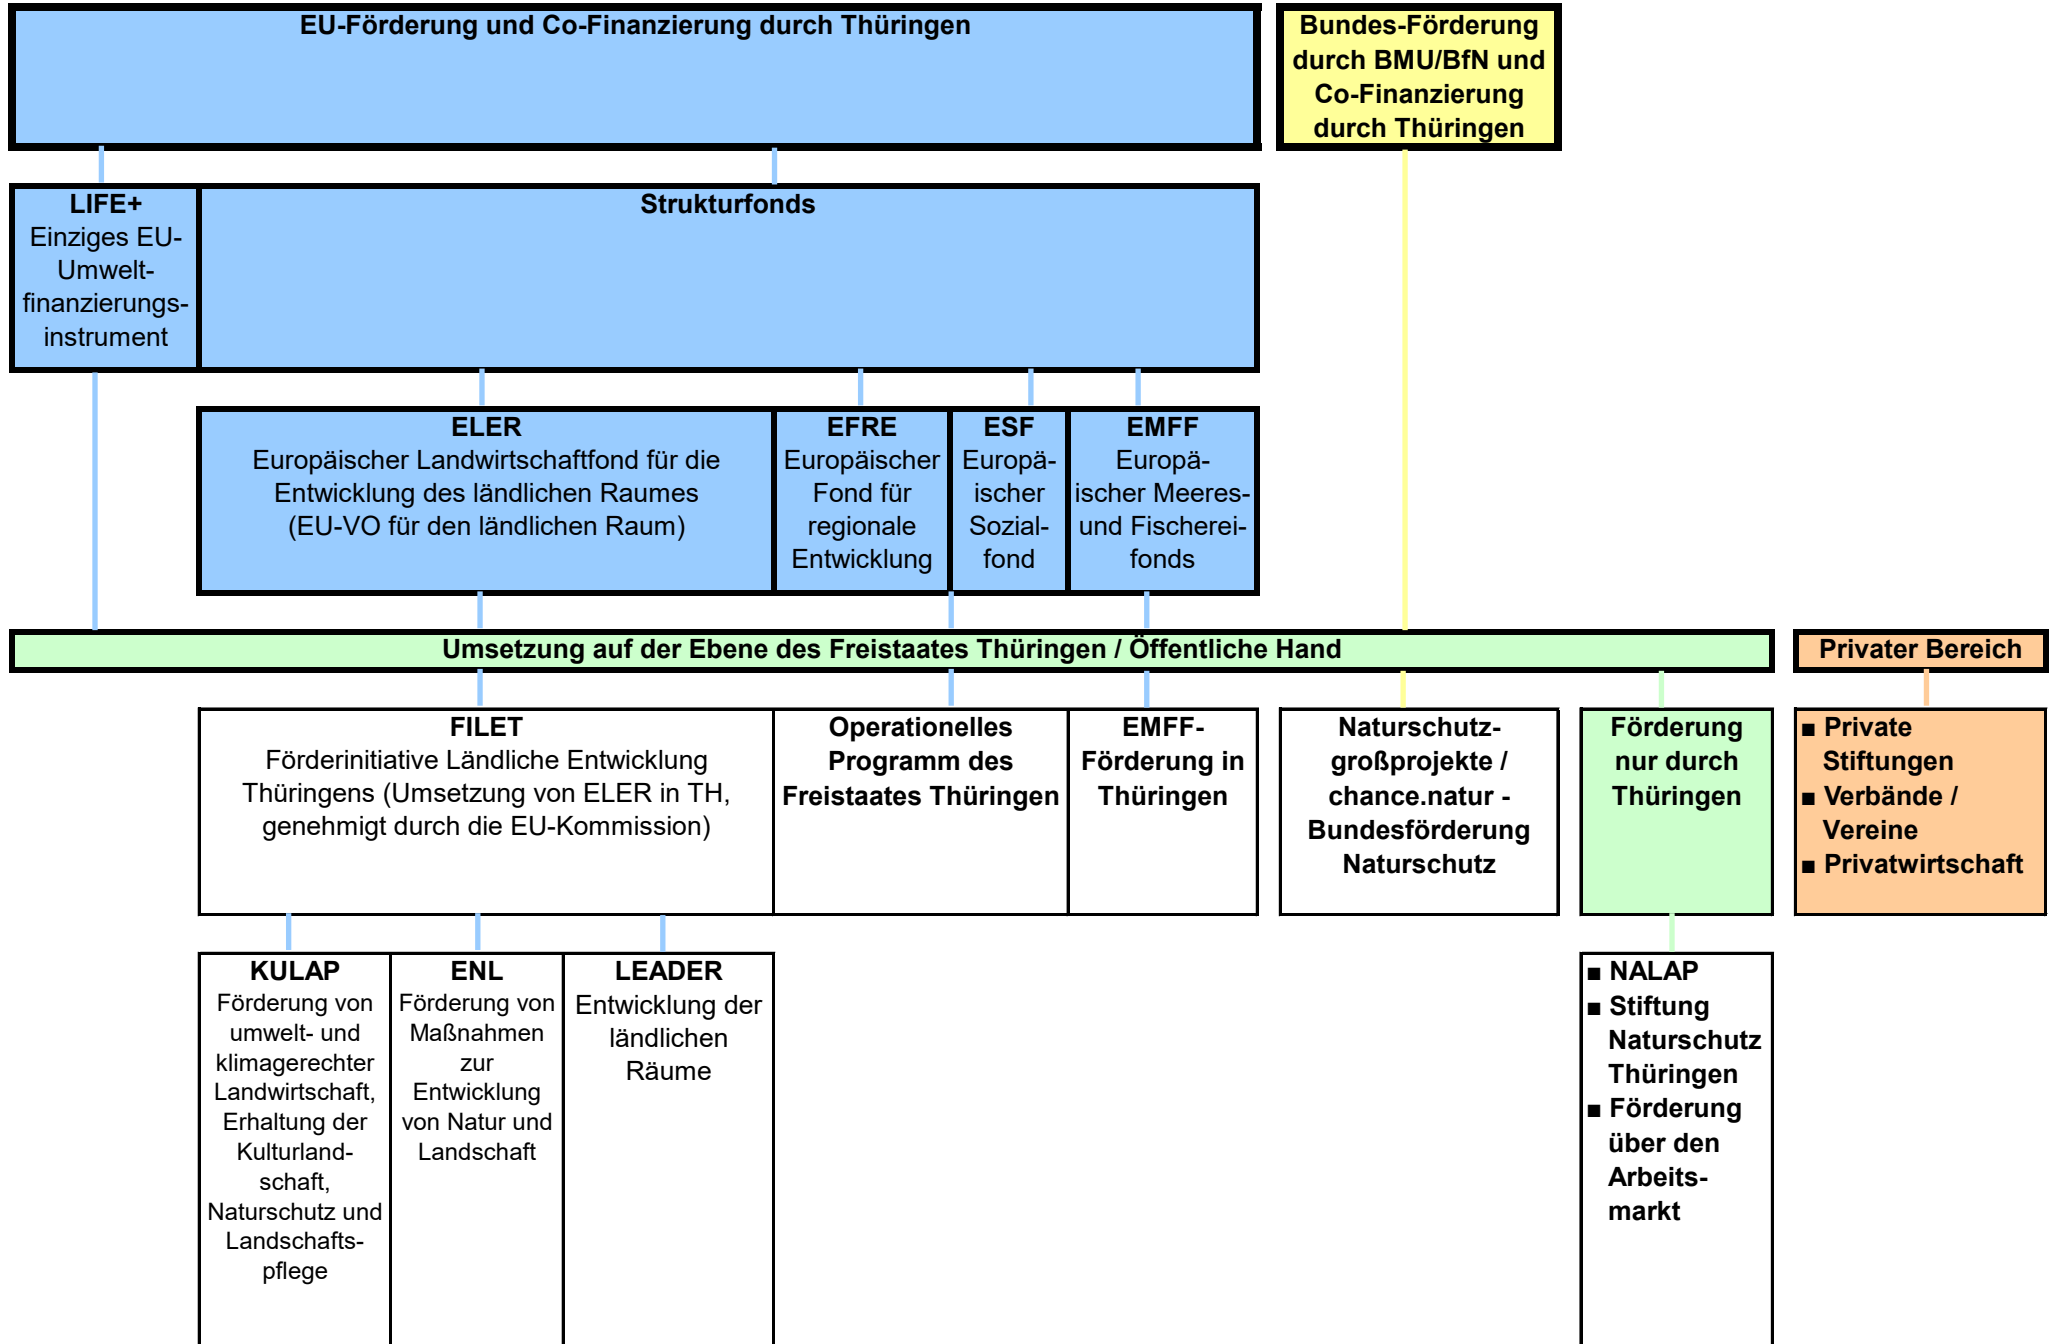 EU-Förderung und Co-Finanzierung durch Thüringen
Bundes-Förderung
durch BMU/BfN und
Co-Finanzierung
durch Thüringen
LIFE+
Einziges EU-
Umwelt-
finanzierungs-
instrument
Strukturfonds
ELER
Europäischer Landwirtschaftfond für die
Entwicklung des ländlichen Raumes
(EU-VO für den ländlichen Raum)
EFRE
Europäischer
Fond für
regionale
Entwicklung
ESF
Europä-
ischer
Sozial-
fond
EMFF
Europä-
ischer Meeres-
und Fischerei-
fonds
Umsetzung auf der Ebene des Freistaates Thüringen / Öffentliche Hand
Privater Bereich
FILET
Förderinitiative Ländliche Entwicklung
Thüringens (Umsetzung von ELER in TH,
genehmigt durch die EU-Kommission)
Operationelles
Programm des
Freistaates Thüringen
EMFF-
Förderung in
Thüringen
Naturschutz-
großprojekte /
chance.natur -
Bundesförderung
Naturschutz
Förderung
nur durch
Thüringen
■ Private
Stiftungen
■ Verbände /
Vereine
■ Privatwirtschaft
KULAP
Förderung von
umwelt- und
klimagerechter
Landwirtschaft,
Erhaltung der
Kulturland-
schaft,
Naturschutz und
Landschafts-
pflege
ENL
Förderung von
Maßnahmen
zur
Entwicklung
von Natur und
Landschaft
LEADER
Entwicklung der
ländlichen
Räume
■ NALAP
■ Stiftung
Naturschutz
Thüringen
■ Förderung
über den
Arbeits-
markt